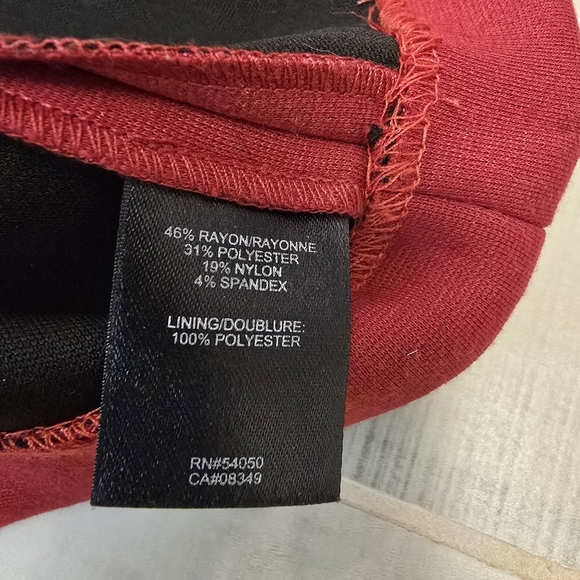 46% RAYON/RAYONNE
31% POLYESTER
19% NYLON
4% SPANDEX
LINING/DOUBLURE:
100% POLYESTER
RN#54050
CA#08349